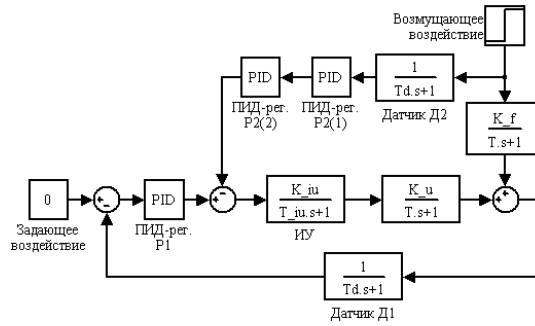 Возмущающее
воздействие
PID
PID
1
Td.s+1
ПИД-рег.
P2(2)
ПИД-рег.
P2(1)
Датчик Д2
K_f
T.s+1
0
PID
K_iu
T_iu.s+1
K_u
T.s+1
Задающее
воздействие
ПИД-рег.
P1
ИУ
1
Td.s+1
Датчик Д1